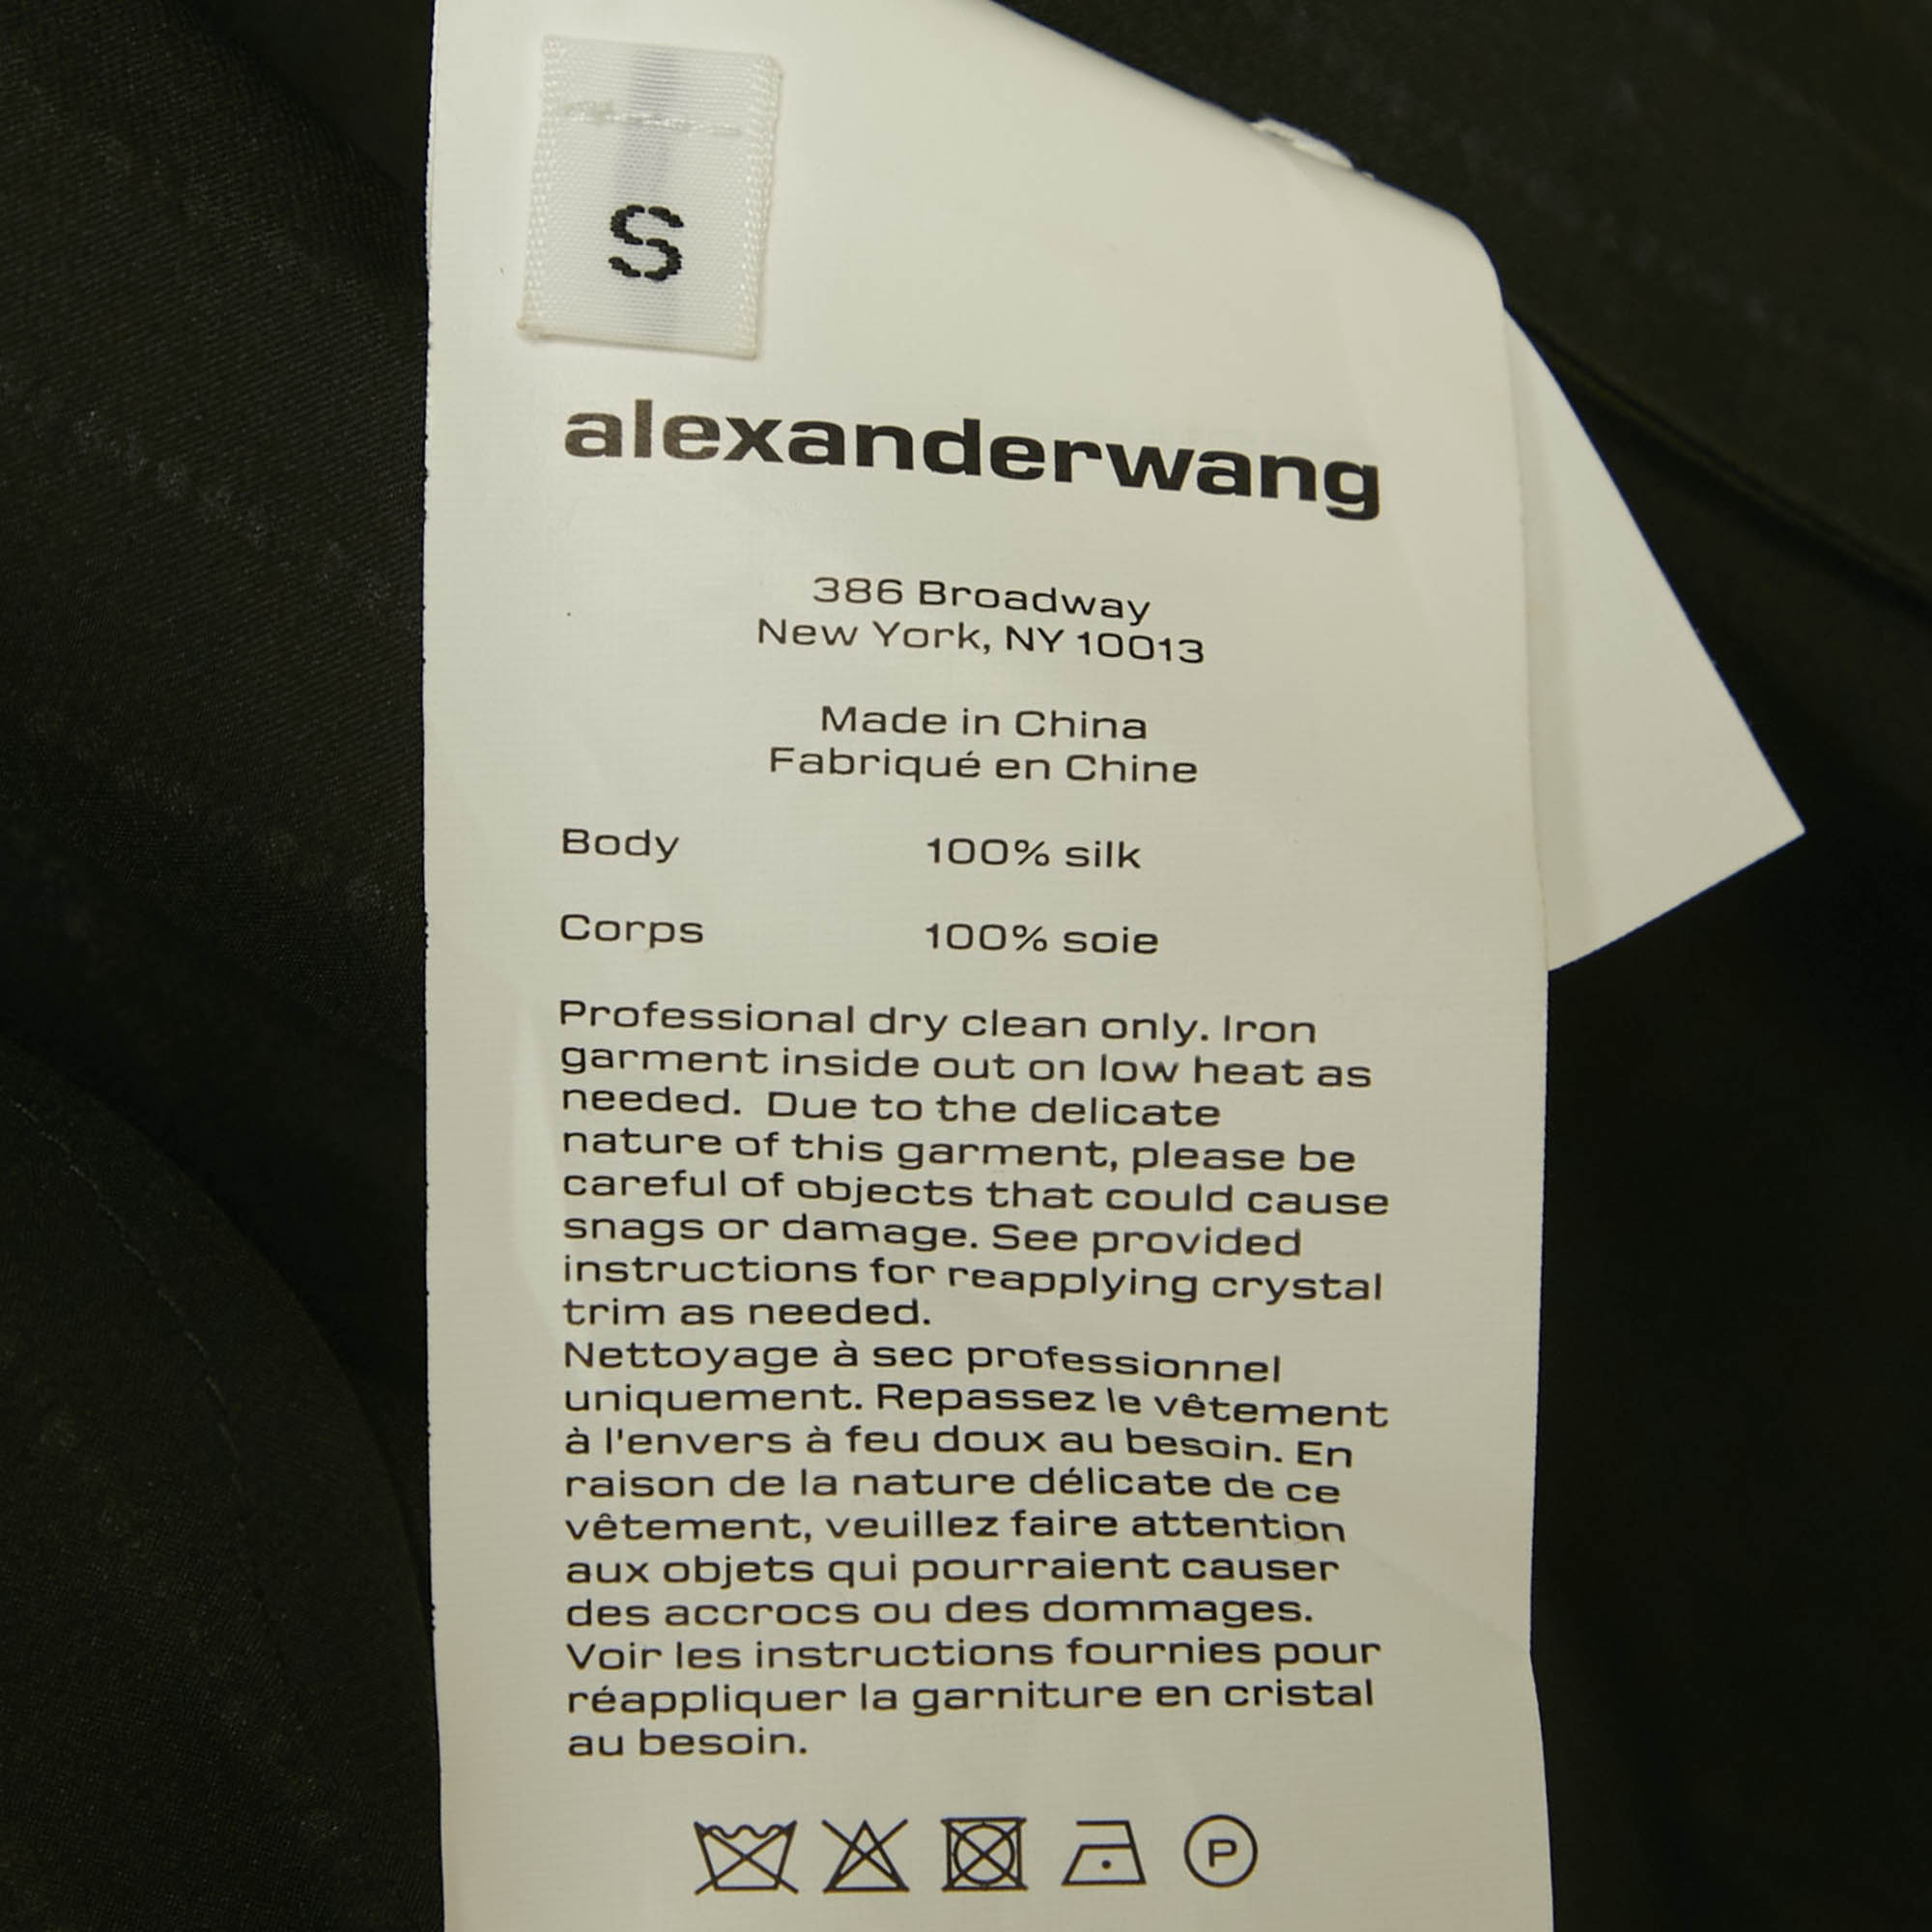 S
alexanderwang
386 Broadway
New York, NY 10013
Made in China
Fabriqué en Chine
Body 100% silk
Corps 100% soie
Professional dry clean only. Iron
garment inside out on low heat as
needed. Due to the delicate
nature of this garment, please be
careful of objects that could cause
snags or damage. See provided
instructions for reapplying crystal
trim as needed.
Nettoyage à sec professionnel
uniquement. Repassez le vêtement
à l'envers à feu doux au besoin. En
raison de la nature délicate de ce
vêtement, veuillez faire attention
aux objets qui pourraient causer
des accrocs ou des dommages.
Voir les instructions fournies pour
réappliquer la garniture en cristal
au besoin.
P